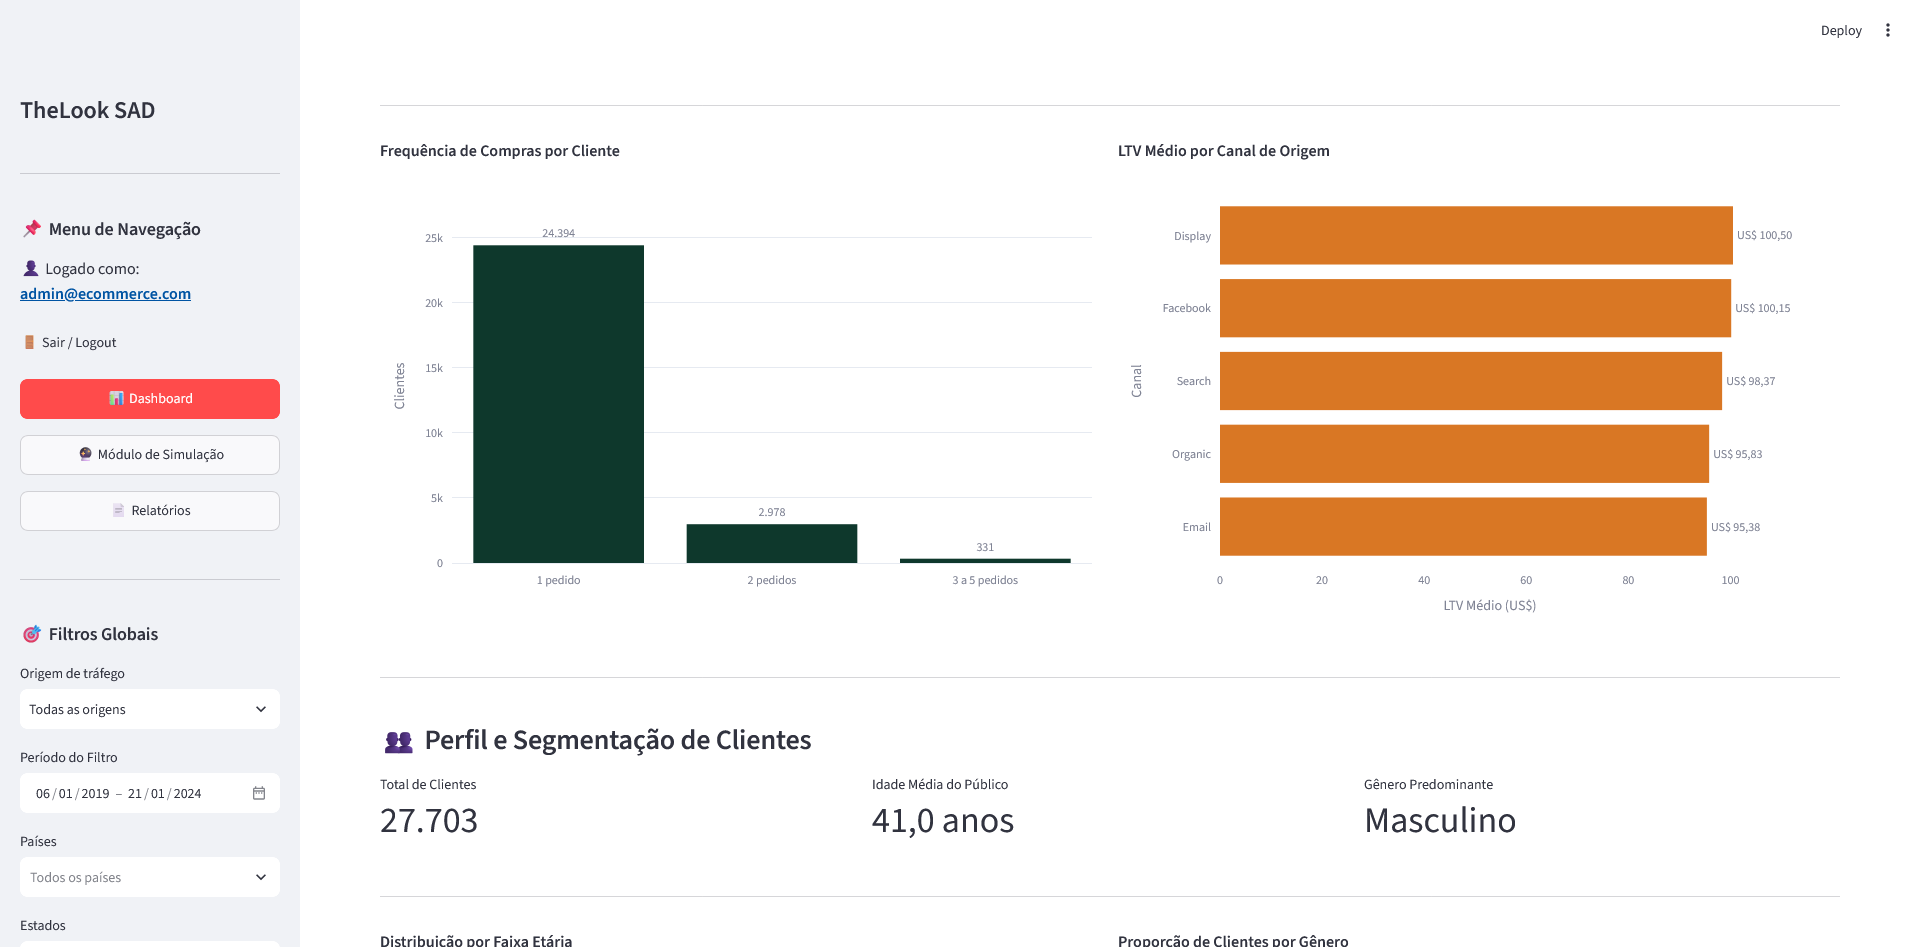 Deploy
TheLook SAD
Menu de Navegação
Logado como:
admin@ecommerce.com
Sair / Logout
Dashboard
Módulo de Simulação
Relatórios
Filtros Globais
Origem de tráfego
Todas as origens
Período do Filtro
06/01/2019 – 21/01/2024
Países
Todos os países
Estados
Frequência de Compras por Cliente
Clientes
25k
20k
15k
10k
5k
0
24.394
2.978
331
1 pedido
2 pedidos
3 a 5 pedidos
LTV Médio por Canal de Origem
Canal
Display
US$ 100,50
Facebook
US$ 100,15
Search
US$ 98,37
Organic
US$ 95,83
Email
US$ 95,38
0
20
40
60
80
100
LTV Médio (US$)
Perfil e Segmentação de Clientes
Total de Clientes
27.703
Idade Média do Público
41,0 anos
Gênero Predominante
Masculino
Distribuição por Faixa Etária
Proporção de Clientes por Gênero